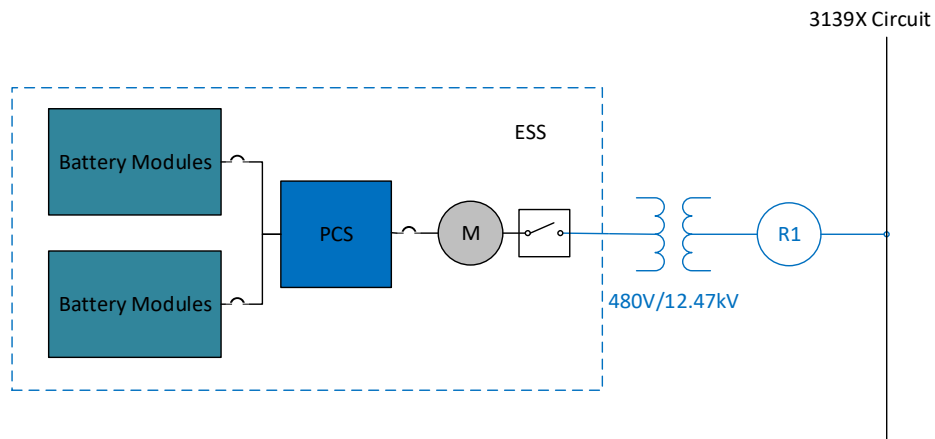 3139X Circuit
ESS
Battery Modules
PCS
M
R1
Battery Modules
480V/12.47kV